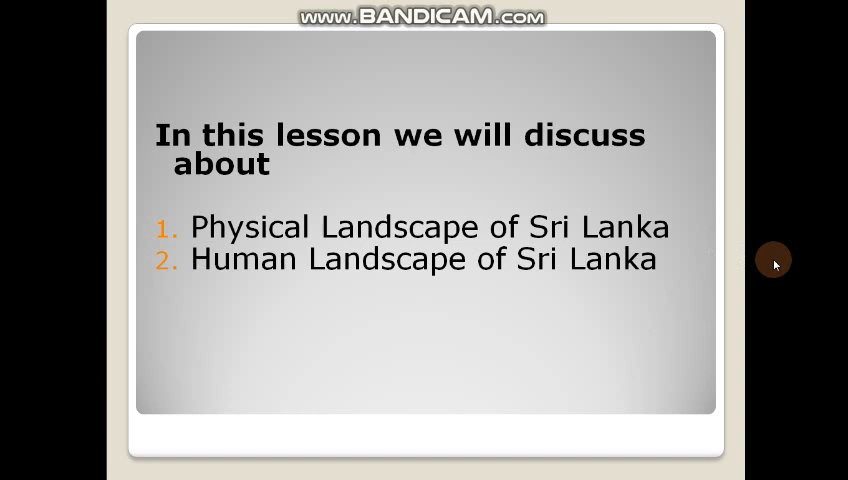 www.BANDICAM.com
In this lesson we will discuss
about
1. Physical Landscape of Sri Lanka
2. Human Landscape of Sri Lanka